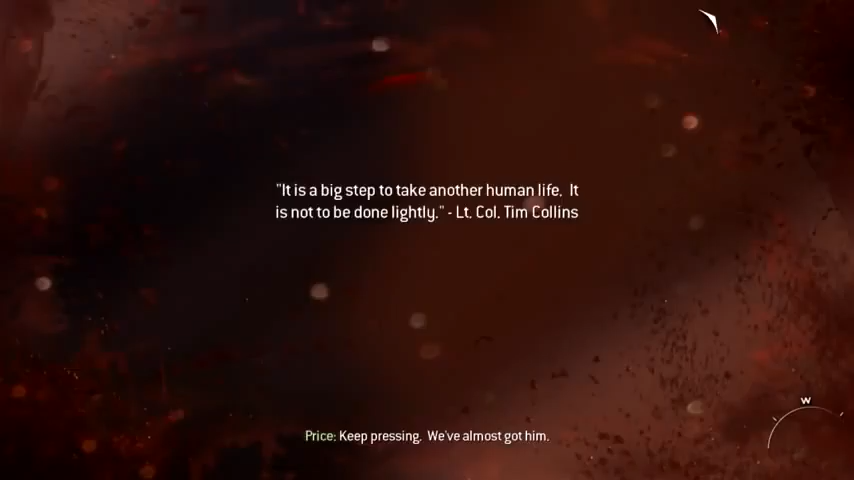 "It is a big step to take another human life. It
is not to be done lightly." - Lt. Col. Tim Collins
W
Price: Keep pressing. We've almost got him.